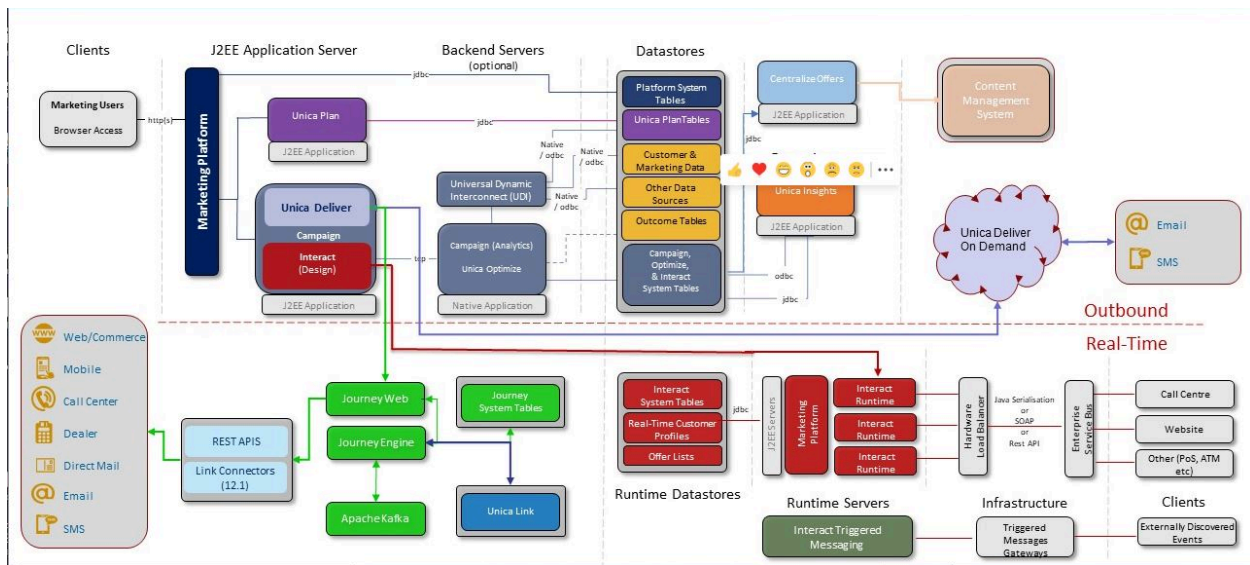 Clients
J2EE Application Server
Backend Servers
(optional)
Datastores
Marketing Users
Browser Access
http[s]
Marketing Platform
jdbc
Unica Plan
J2EE Application
jdbc
Unica Deliver
Campaign
Interact
(Design)
J2EE Application
tcp
Native
/ odbc
Native
/ odbc
Native
/ odbc
Universal Dynamic
Interconnect (UDI)
Campaign (Analytics)
Unica Optimize
Native Application
Platform System
Tables
Unica PlanTables
Customer &
Marketing Data
Other Data
Sources
Outcome Tables
Campaign,
Optimize,
& Interact
System Tables
Centralize Offers
J2EE Application
jdbc
Unica Insights
J2EE Application
odbc
jdbc
Content
Management
System
Unica Deliver
On Demand
Email
SMS
Outbound
Real-Time
WWW
Web/Commerce
Mobile
Call Center
Dealer
Direct Mail
Email
SMS
REST APIS
Link Connectors
(12.1)
Journey Web
Journey Engine
Apache Kafka
Journey
System Tables
Unica Link
Interact
System Tables
Real-Time Customer
Profiles
Offer Lists
Runtime Datastores
jdbc
J2EE Servers
Marketing
Platform
Interact
Runtime
Interact
Runtime
Interact
Runtime
Runtime Servers
Hardware
Load Balancer
Java Serialisation
or
SOAP
or
Rest API
Enterprise
Service Bus
Call Centre
Website
Other (PoS, ATM
etc)
Infrastructure
Clients
Interact Triggered
Messaging
Triggered
Messages
Gateways
Externally Discovered
Events